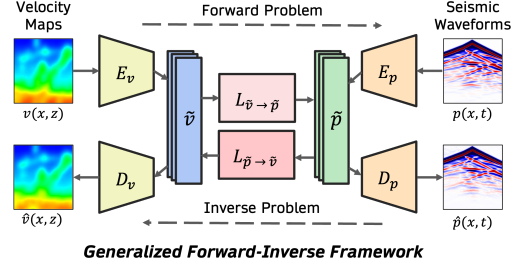 Velocity
Maps
Forward Problem
Seismic
Waveforms
E_v
E_p
v(x, z)
ṽ
L_{ṽ→p̃}
p̃
p(x, t)
L_{p̃→ṽ}
D_v
D_p
v̂(x, z)
Inverse Problem
p̂(x, t)
Generalized Forward-Inverse Framework